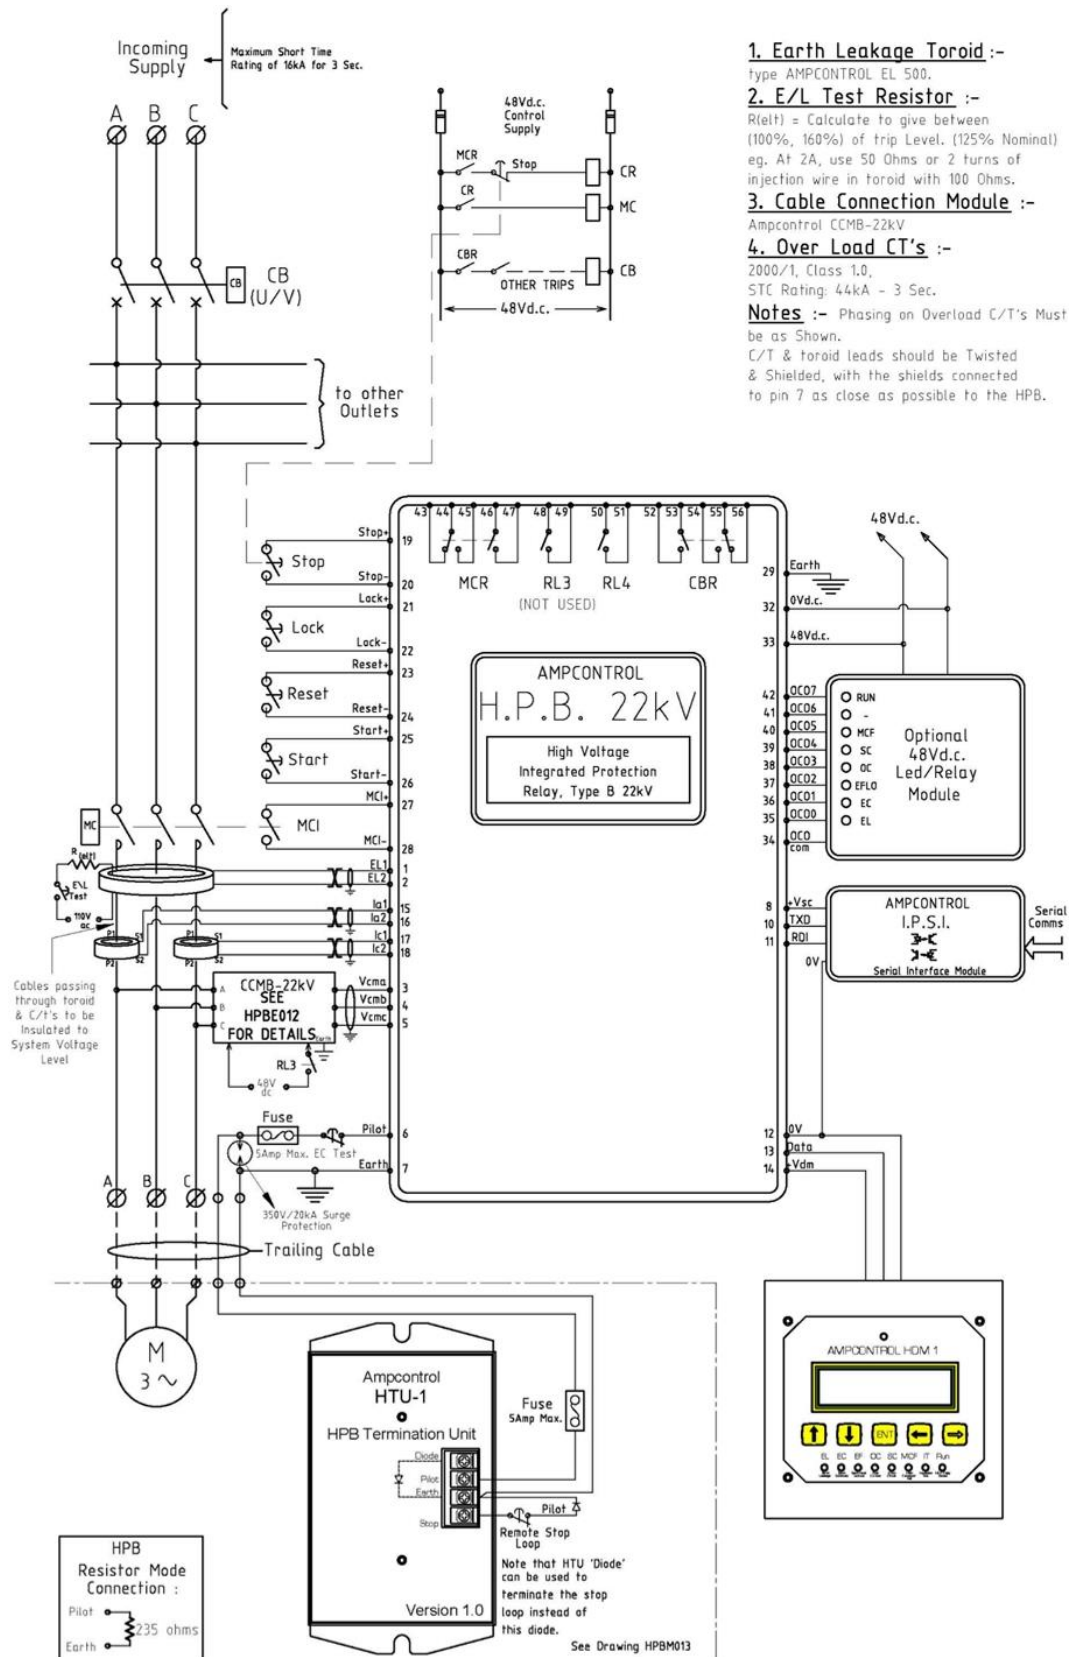 Incoming
Supply
Maximum Short Time
Rating of 16kA for 3 Sec.
A B C
CB
CB
(U/V)
to other
Outlets
48Vd.c.
Control
Supply
MCR
Stop
CR
CR
MC
CBR
OTHER TRIPS
CB
48Vd.c.
1. Earth Leakage Toroid :-
type AMPCONTROL EL 500.
2. E/L Test Resistor :-
R(elt) = Calculate to give between
(100%, 160%) of trip Level. (125% Nominal)
eg. At 2A, use 50 Ohms or 2 turns of
injection wire in toroid with 100 Ohms.
3. Cable Connection Module :-
Ampcontrol CCMB-22kV
4. Over Load CT's :-
2000/1, Class 1.0,
STC Rating: 44kA - 3 Sec.
Notes :- Phasing on Overload C/T's Must
be as Shown.
C/T & toroid leads should be Twisted
& Shielded, with the shields connected
to pin 7 as close as possible to the HPB.
43 44 45 46 47 48 49 50 51 52 53 54 55 56
MCR RL3 RL4 CBR
(NOT USED)
Stop+ 19
Stop
Stop- 20
Lock+ 21
Lock
Lock- 22
Reset+ 23
Reset
Reset- 24
Start+ 25
Start
Start- 26
MCI+ 27
MC
MCI
MCI- 28
AMPCONTROL
H.P.B. 22kV
High Voltage
Integrated Protection
Relay, Type B 22kV
48Vd.c.
29 Earth
32 0Vd.c.
33 48Vd.c.
42 OCO7
41 OCO6
40 OCO5
39 OCO4
38 OCO3
37 OCO2
36 OCO1
35 OCO0
34 OCO
com
RUN
-
MCF
SC
OC
EFLO
EC
EL
Optional
48Vd.c.
Led/Relay
Module
R(elt)
E\L
Test
110V
ac
EL1 1
EL2 2
Ia1 15
Ia2 16
Ic1 17
Ic2 18
P1 S1
P2 S2
P1 S1
P2 S2
Cables passing
through toroid
& C/t's to be
Insulated to
System Voltage
Level
A
B
C
CCMB-22kV
SEE
HPBE012
FOR DETAILS
Earth
RL3
48V
dc
Vcma 3
Vcmb 4
Vcmc 5
8 +Vsc
10 TXD
11 RDI
0V
AMPCONTROL
I.P.S.I.
Serial Interface Module
Serial
Comms
Fuse
5Amp Max. EC Test
Pilot 6
Earth 7
350V/20kA Surge
Protection
12 0V
13 Data
14 +Vdm
A B C
Trailing Cable
M
3 ~
Ampcontrol
HTU-1
HPB Termination Unit
Diode
Pilot
Earth
Stop
Version 1.0
Fuse
5Amp Max.
Pilot
Remote Stop
Loop
Note that HTU 'Diode'
can be used to
terminate the stop
loop instead of
this diode.
See Drawing HPBM013
AMPCONTROL HDM 1
ENT
EL EC EF OC SC MCF IT Run
HPB
Resistor Mode
Connection :
Pilot
235 ohms
Earth